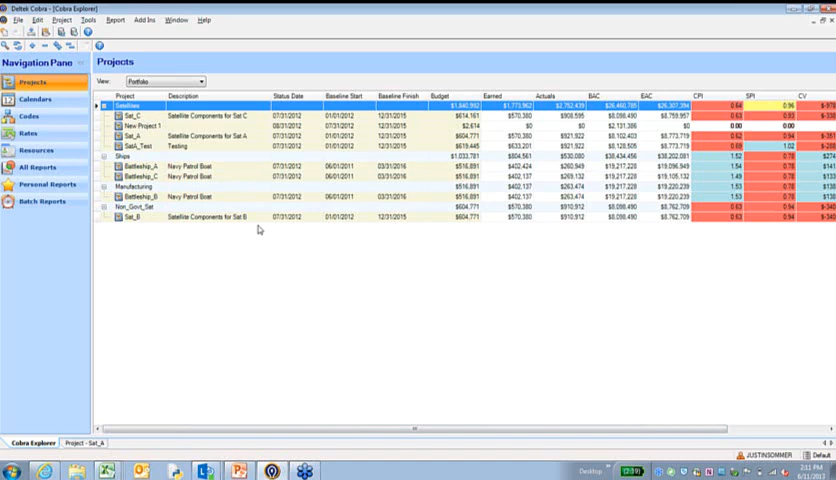 Deltek Cobra - [Cobra Explorer]
File Edit Project Tools Report Add Ins Window Help
Navigation Pane
Projects
Calendars
Codes
Rates
Resources
All Reports
Personal Reports
Batch Reports
Projects
View: Portfolio
Project Description Status Date Baseline Start Baseline Finish Budget Earned Actuals BAC EAC CPI SPI CV
Satellites $1,840,992 $1,773,962 $2,752,439 $26,460,785 $26,307,394 0.64 0.96
Sat_C Satellite Components for Sat C 07/31/2012 01/01/2012 12/31/2015 $614,161 $570,380 $908,595 $8,098,490 $8,759,957 0.63 0.93 $-338
New Project 1 08/31/2012 07/31/2012 12/31/2015 $2,614 $0 $0 $2,131,386 $0 0.00 0.00
Sat_A Satellite Components for Sat A 07/31/2012 01/01/2012 12/31/2015 $604,771 $570,380 $921,922 $8,102,403 $8,773,719 0.62 0.94 $-351
SatA_Test Testing 07/31/2012 01/01/2012 12/31/2015 $619,445 $633,201 $921,922 $8,128,505 $8,773,719 0.69 1.02 $-288
Ships $1,033,781 $804,561 $530,080 $38,434,456 $38,202,081 1.52 0.78 $274
Battleship_A Navy Patrol Boat 07/31/2012 06/01/2011 03/31/2016 $516,891 $402,424 $260,949 $19,217,228 $19,096,949 1.54 0.78 $141
Battleship_C Navy Patrol Boat 07/31/2012 06/01/2011 03/31/2016 $516,891 $402,137 $269,131 $19,217,228 $19,105,132 1.49 0.78 $133
Manufacturing $516,891 $402,137 $263,474 $19,217,228 $19,220,239 1.53 0.78 $138
Battleship_B Navy Patrol Boat 07/31/2012 06/01/2011 03/31/2016 $516,891 $402,137 $263,474 $19,217,228 $19,220,239 1.53 0.78 $138
Non_Govt_Sat $604,771 $570,380 $910,912 $8,098,490 $8,762,709 0.63 0.94 $-340
Sat_B Satellite Components for Sat B 07/31/2012 01/01/2012 12/31/2015 $604,771 $570,380 $910,912 $8,098,490 $8,762,709 0.63 0.94 $-340
Cobra Explorer Project - Sat_A
JUSTINSOMMER Default
Desktop (2:39) 2:11 PM
6/11/2013